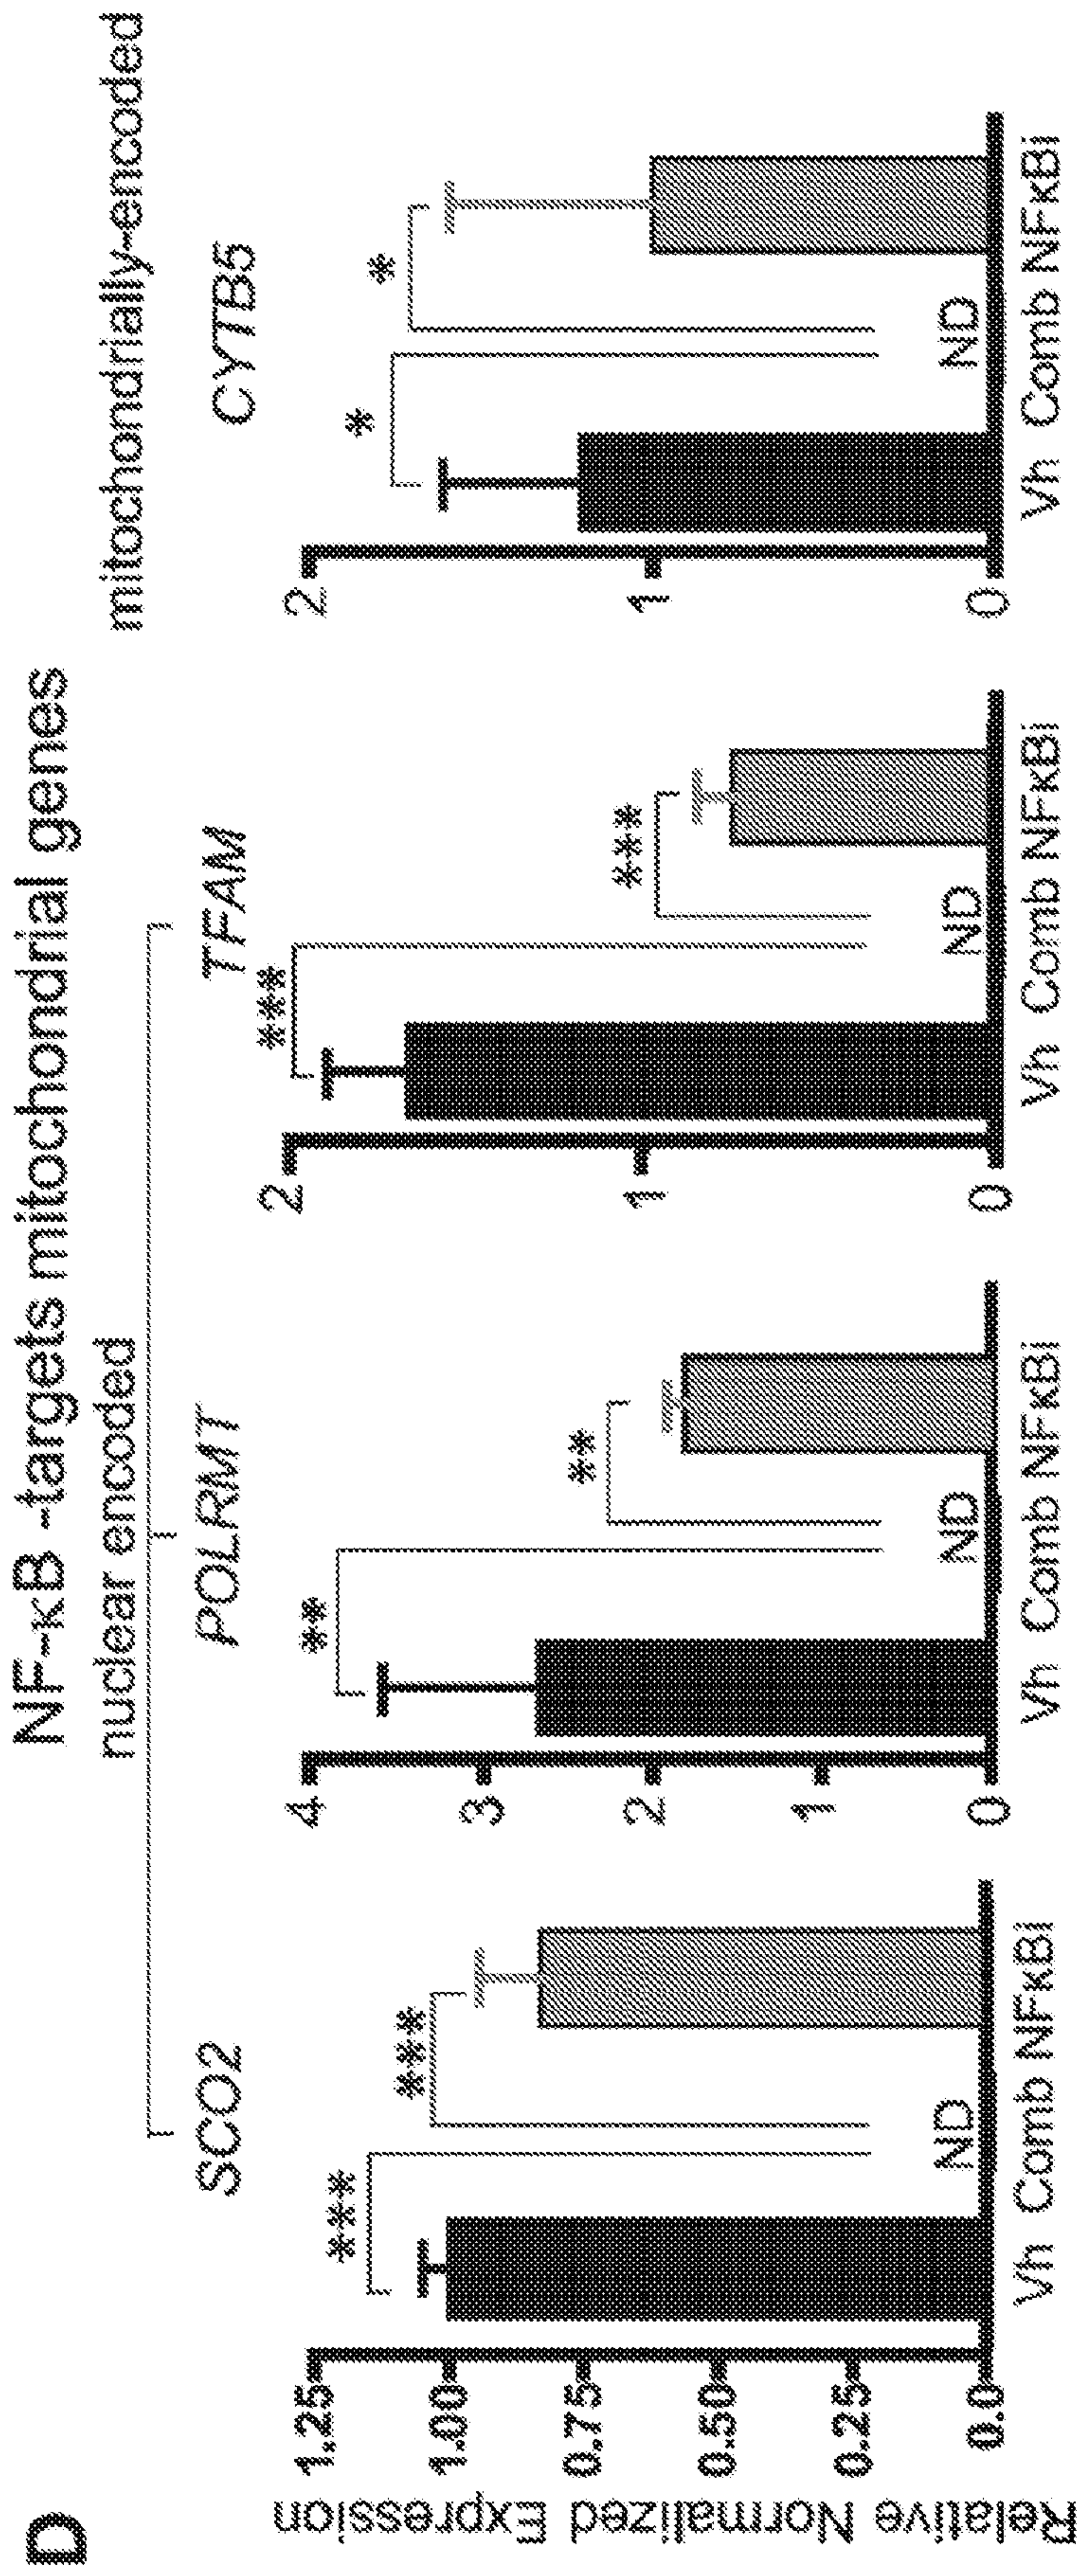 D
NF-κB -targets mitochondrial genes
nuclear encoded
mitochondrially-encoded
SCO2
POLRMT
TFAM
CYTB5
Relative Normalized Expression
1.25
1.00
0.75
0.50
0.25
0.0
***
***
ND
Vh Comb NFκBi
4
3
2
1
0
**
**
ND
Vh Comb NFκBi
2
1
0
***
***
ND
Vh Comb NFκBi
2
1
0
*
*
ND
Vh Comb NFκBi